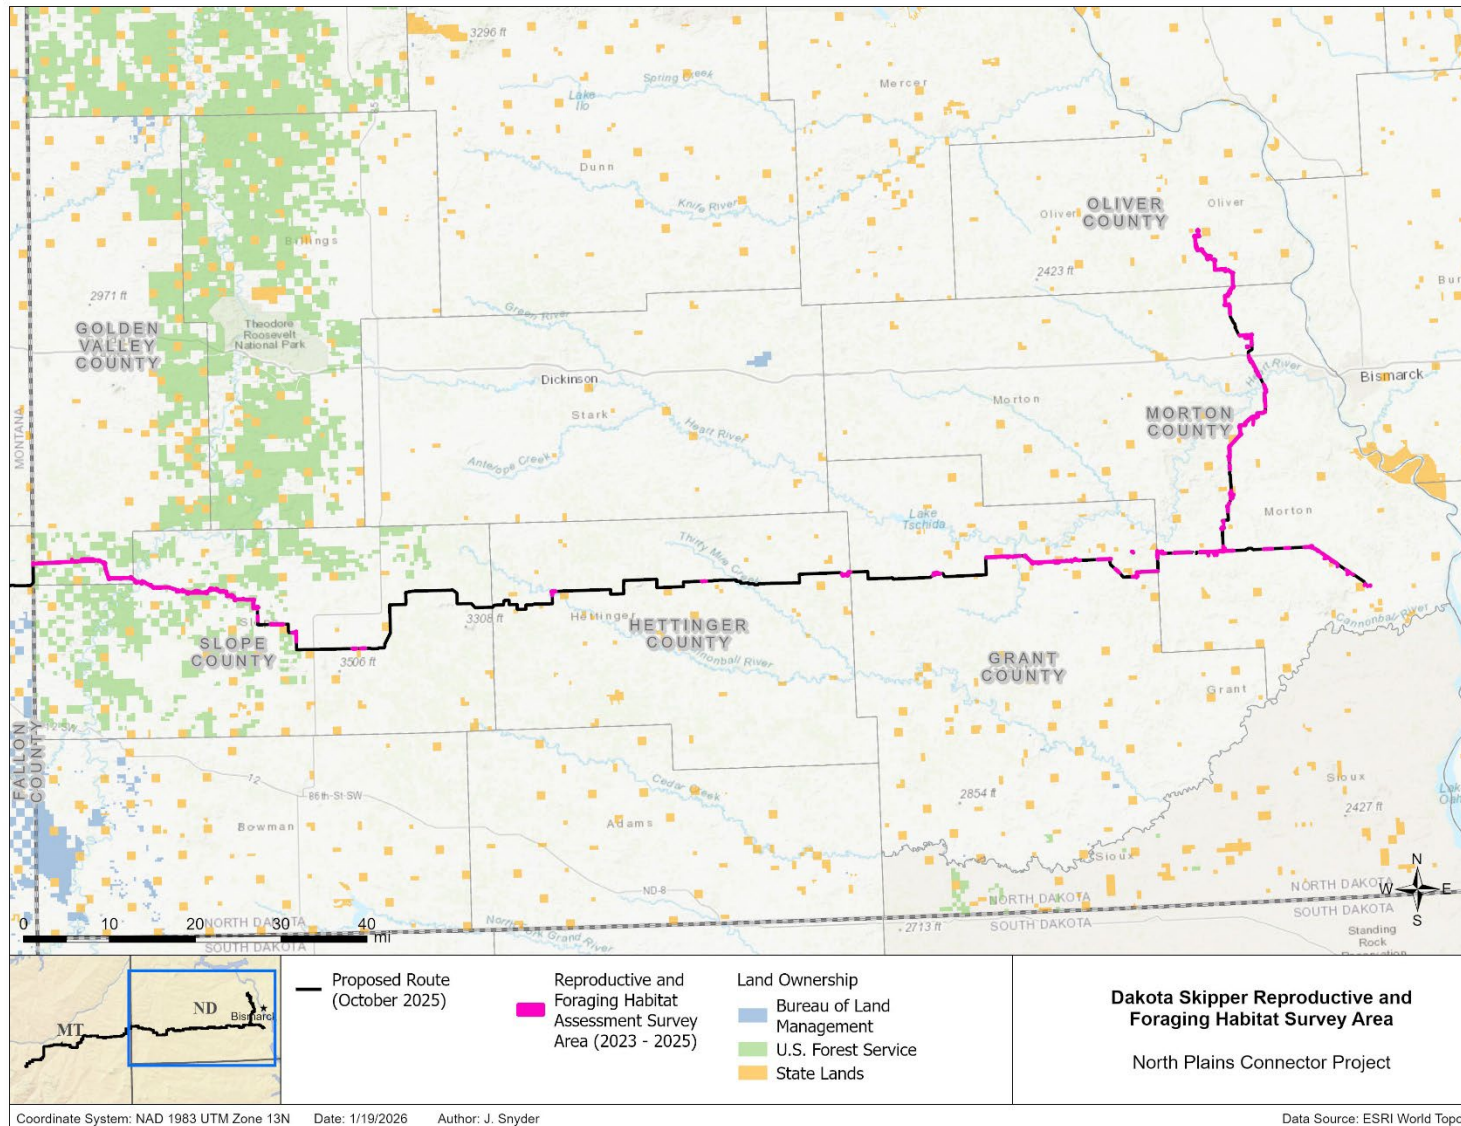 3296 ft
Spring Creek
Lake
Ilo
Mercer
Dunn
Knife River
OLIVER
COUNTY
Oliver
Oliver
Billings
2423 ft
2971 ft
Green River
GOLDEN
VALLEY
COUNTY
Theodore
Roosevelt
National Park
Dickinson
Stark
Heart River
Antelope Creek
Morton
MORTON
COUNTY
Heart River
Bismarck
MONTANA
Lake
Tschida
Morton
Thirty Mile Creek
3308 ft
Hettinger
HETTINGER
COUNTY
SLOPE
COUNTY
3506 ft
GRANT
COUNTY
Grant
Cannonball River
FALLON
COUNTY
12
86th St SW
Bowman
Cedar Creek
Adams
2854 ft
Sioux
2427 ft
Sioux
ND 8
N
W E
S
0 10 20 30 40
mi
NORTH DAKOTA
SOUTH DAKOTA
NORTH DAKOTA
SOUTH DAKOTA
NORTH DAKOTA
SOUTH DAKOTA
2713 ft
Standing
Rock
MT
ND
Bismarck
Proposed Route
(October 2025)
Reproductive and
Foraging Habitat
Assessment Survey
Area (2023 - 2025)
Land Ownership
Bureau of Land
Management
U.S. Forest Service
State Lands
Dakota Skipper Reproductive and
Foraging Habitat Survey Area
North Plains Connector Project
Coordinate System: NAD 1983 UTM Zone 13N Date: 1/19/2026 Author: J. Snyder
Data Source: ESRI World Topo